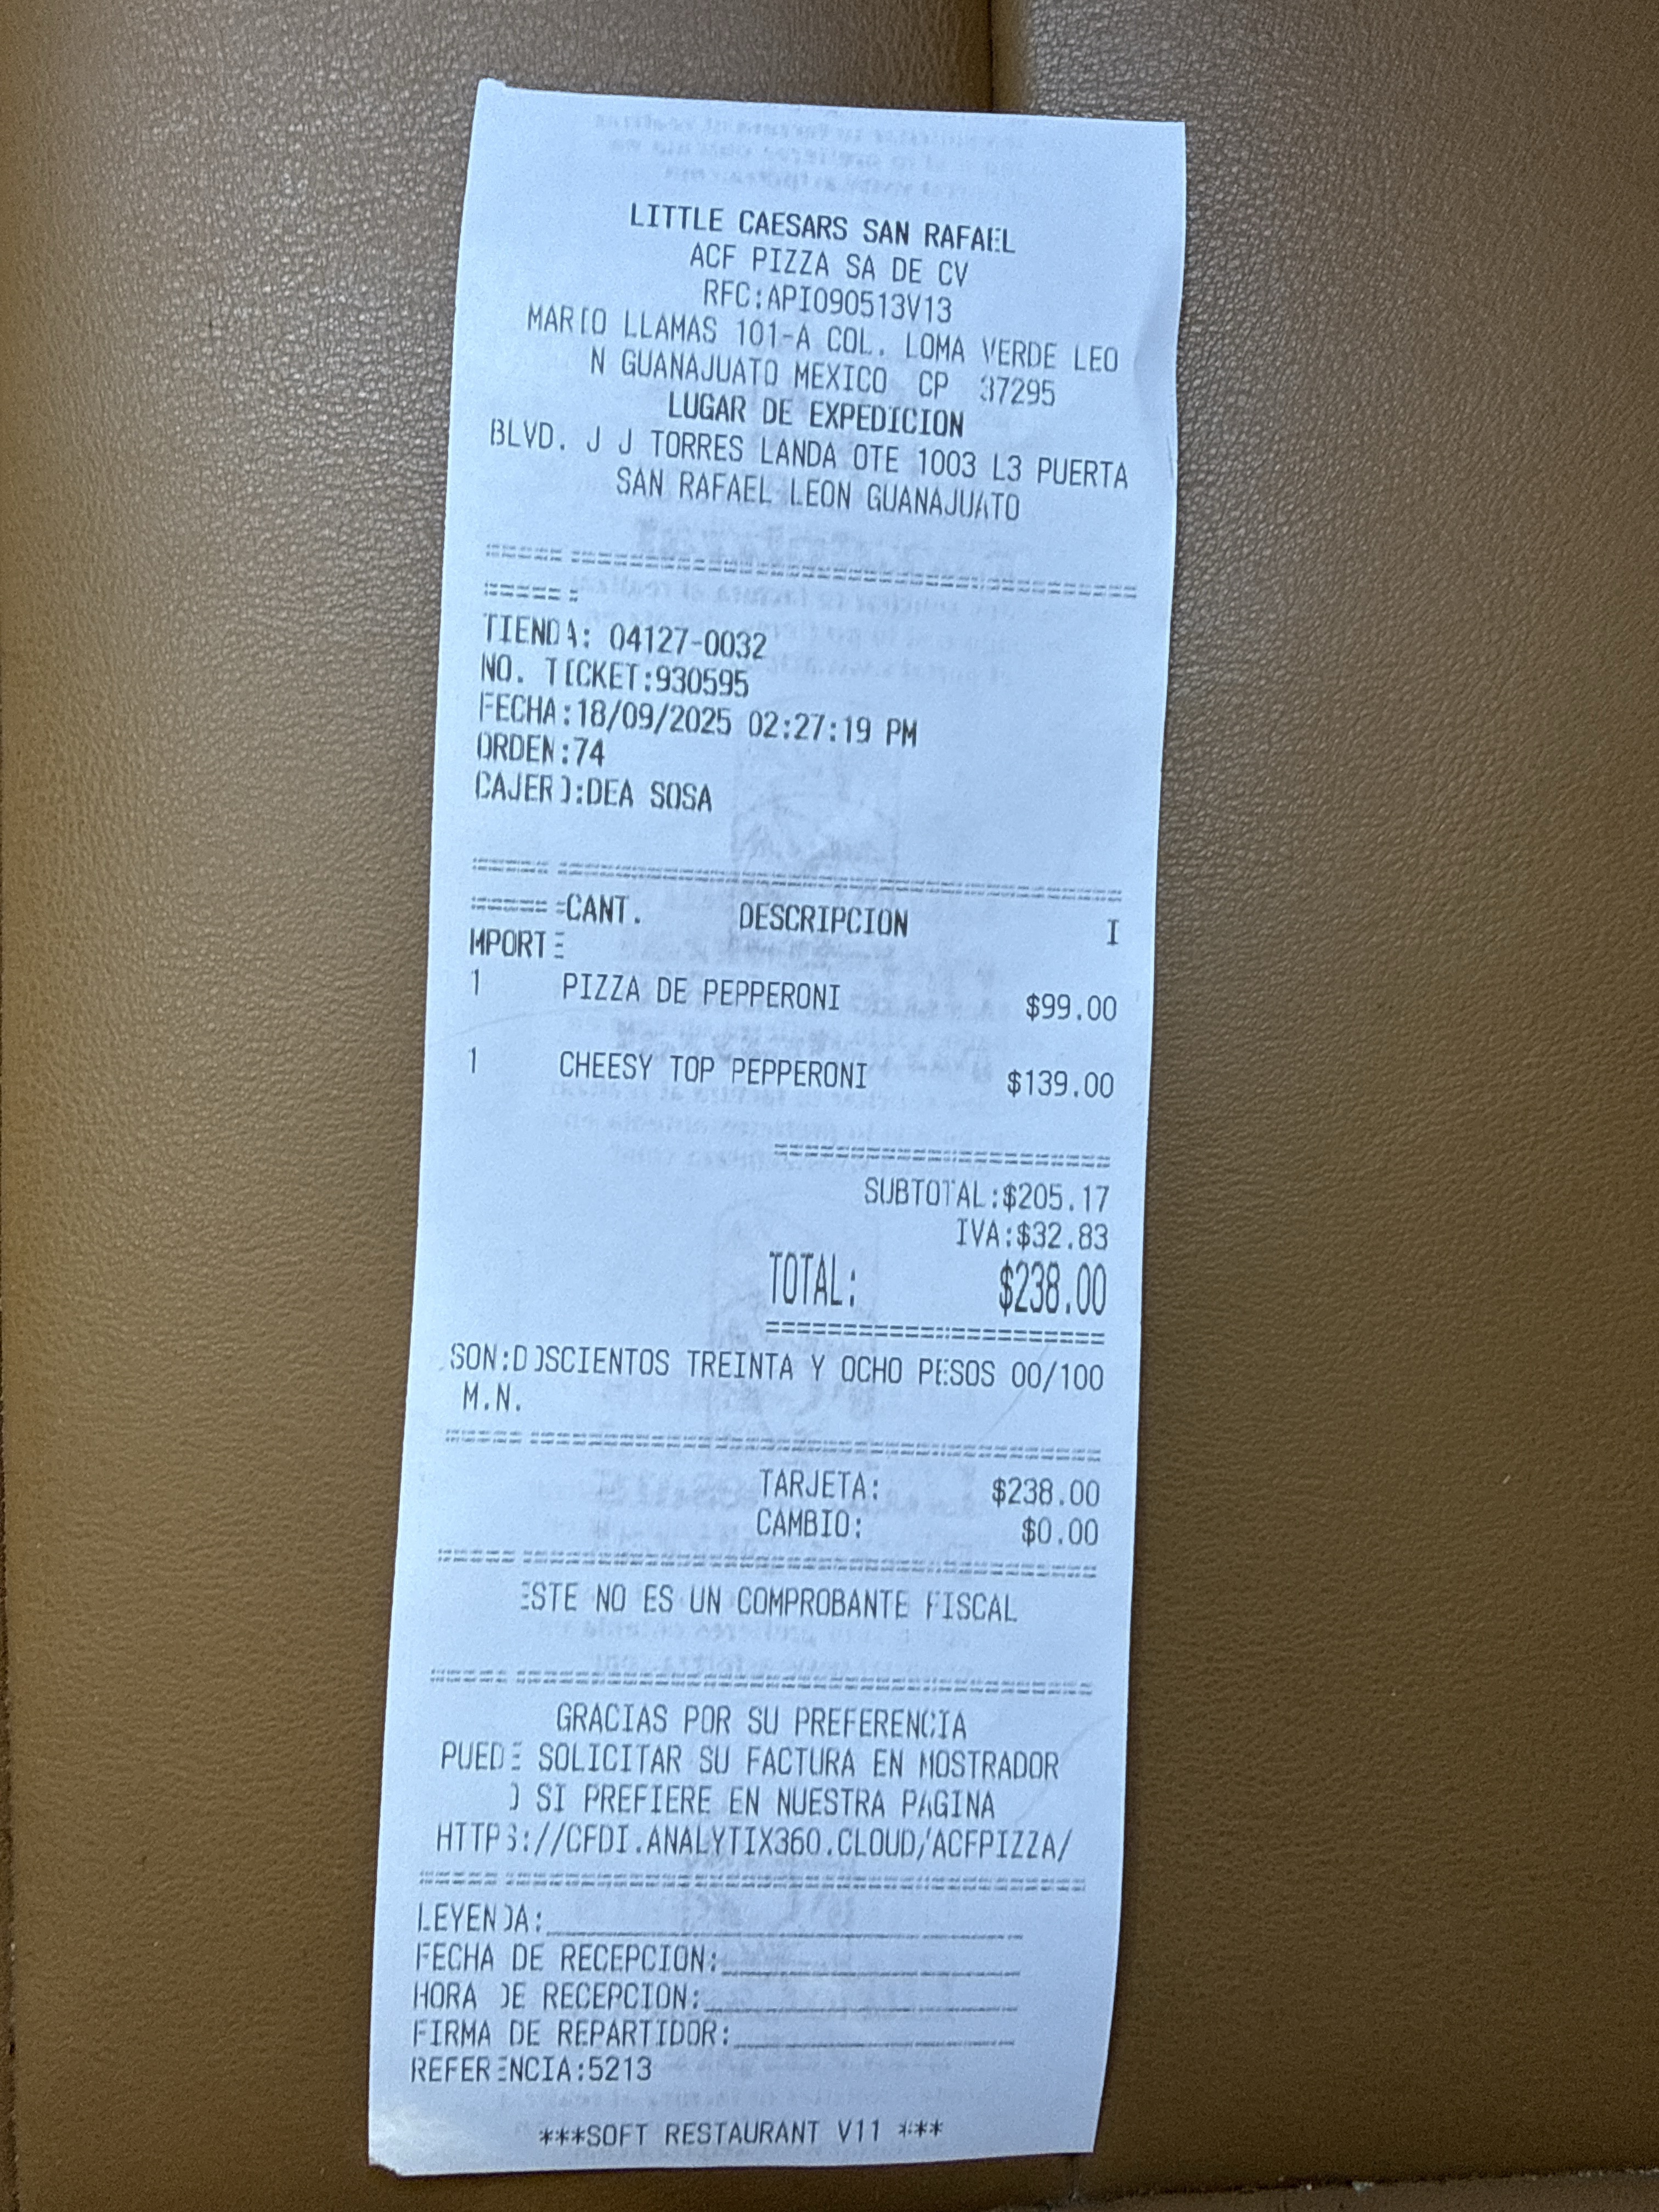 LITTLE CAESARS SAN RAFAEL
ACF PIZZA SA DE CV
RFC:API090513V13
MARIO LLAMAS 101-A COL. LOMA VERDE LEO
N GUANAJUATO MEXICO CP 37295
LUGAR DE EXPEDICION
BLVD. J J TORRES LANDA OTE 1003 L3 PUERTA
SAN RAFAEL LEON GUANAJUATO
==========================================
======
TIENDA: 04127-0032
NO. TICKET:930595
FECHA:18/09/2025 02:27:19 PM
ORDEN:74
CAJERO:DEA SOSA
==========================================
======CANT. DESCRIPCION I
MPORTE
1 PIZZA DE PEPPERONI $99.00
1 CHEESY TOP PEPPERONI $139.00
======================
SUBTOTAL:$205.17
IVA:$32.83
TOTAL: $238.00
======================
SON:DOSCIENTOS TREINTA Y OCHO PESOS 00/100
M.N.
==========================================
TARJETA: $238.00
CAMBIO: $0.00
==========================================
ESTE NO ES UN COMPROBANTE FISCAL
==========================================
GRACIAS POR SU PREFERENCIA
PUEDE SOLICITAR SU FACTURA EN MOSTRADOR
O SI PREFIERE EN NUESTRA PAGINA
HTTPS://CFDI.ANALYTIX360.CLOUD/ACFPIZZA/
==========================================
LEYENDA:______________________________
FECHA DE RECEPCION:___________________
HORA DE RECEPCION:____________________
FIRMA DE REPARTIDOR:__________________
REFERENCIA:5213
***SOFT RESTAURANT V11 ***